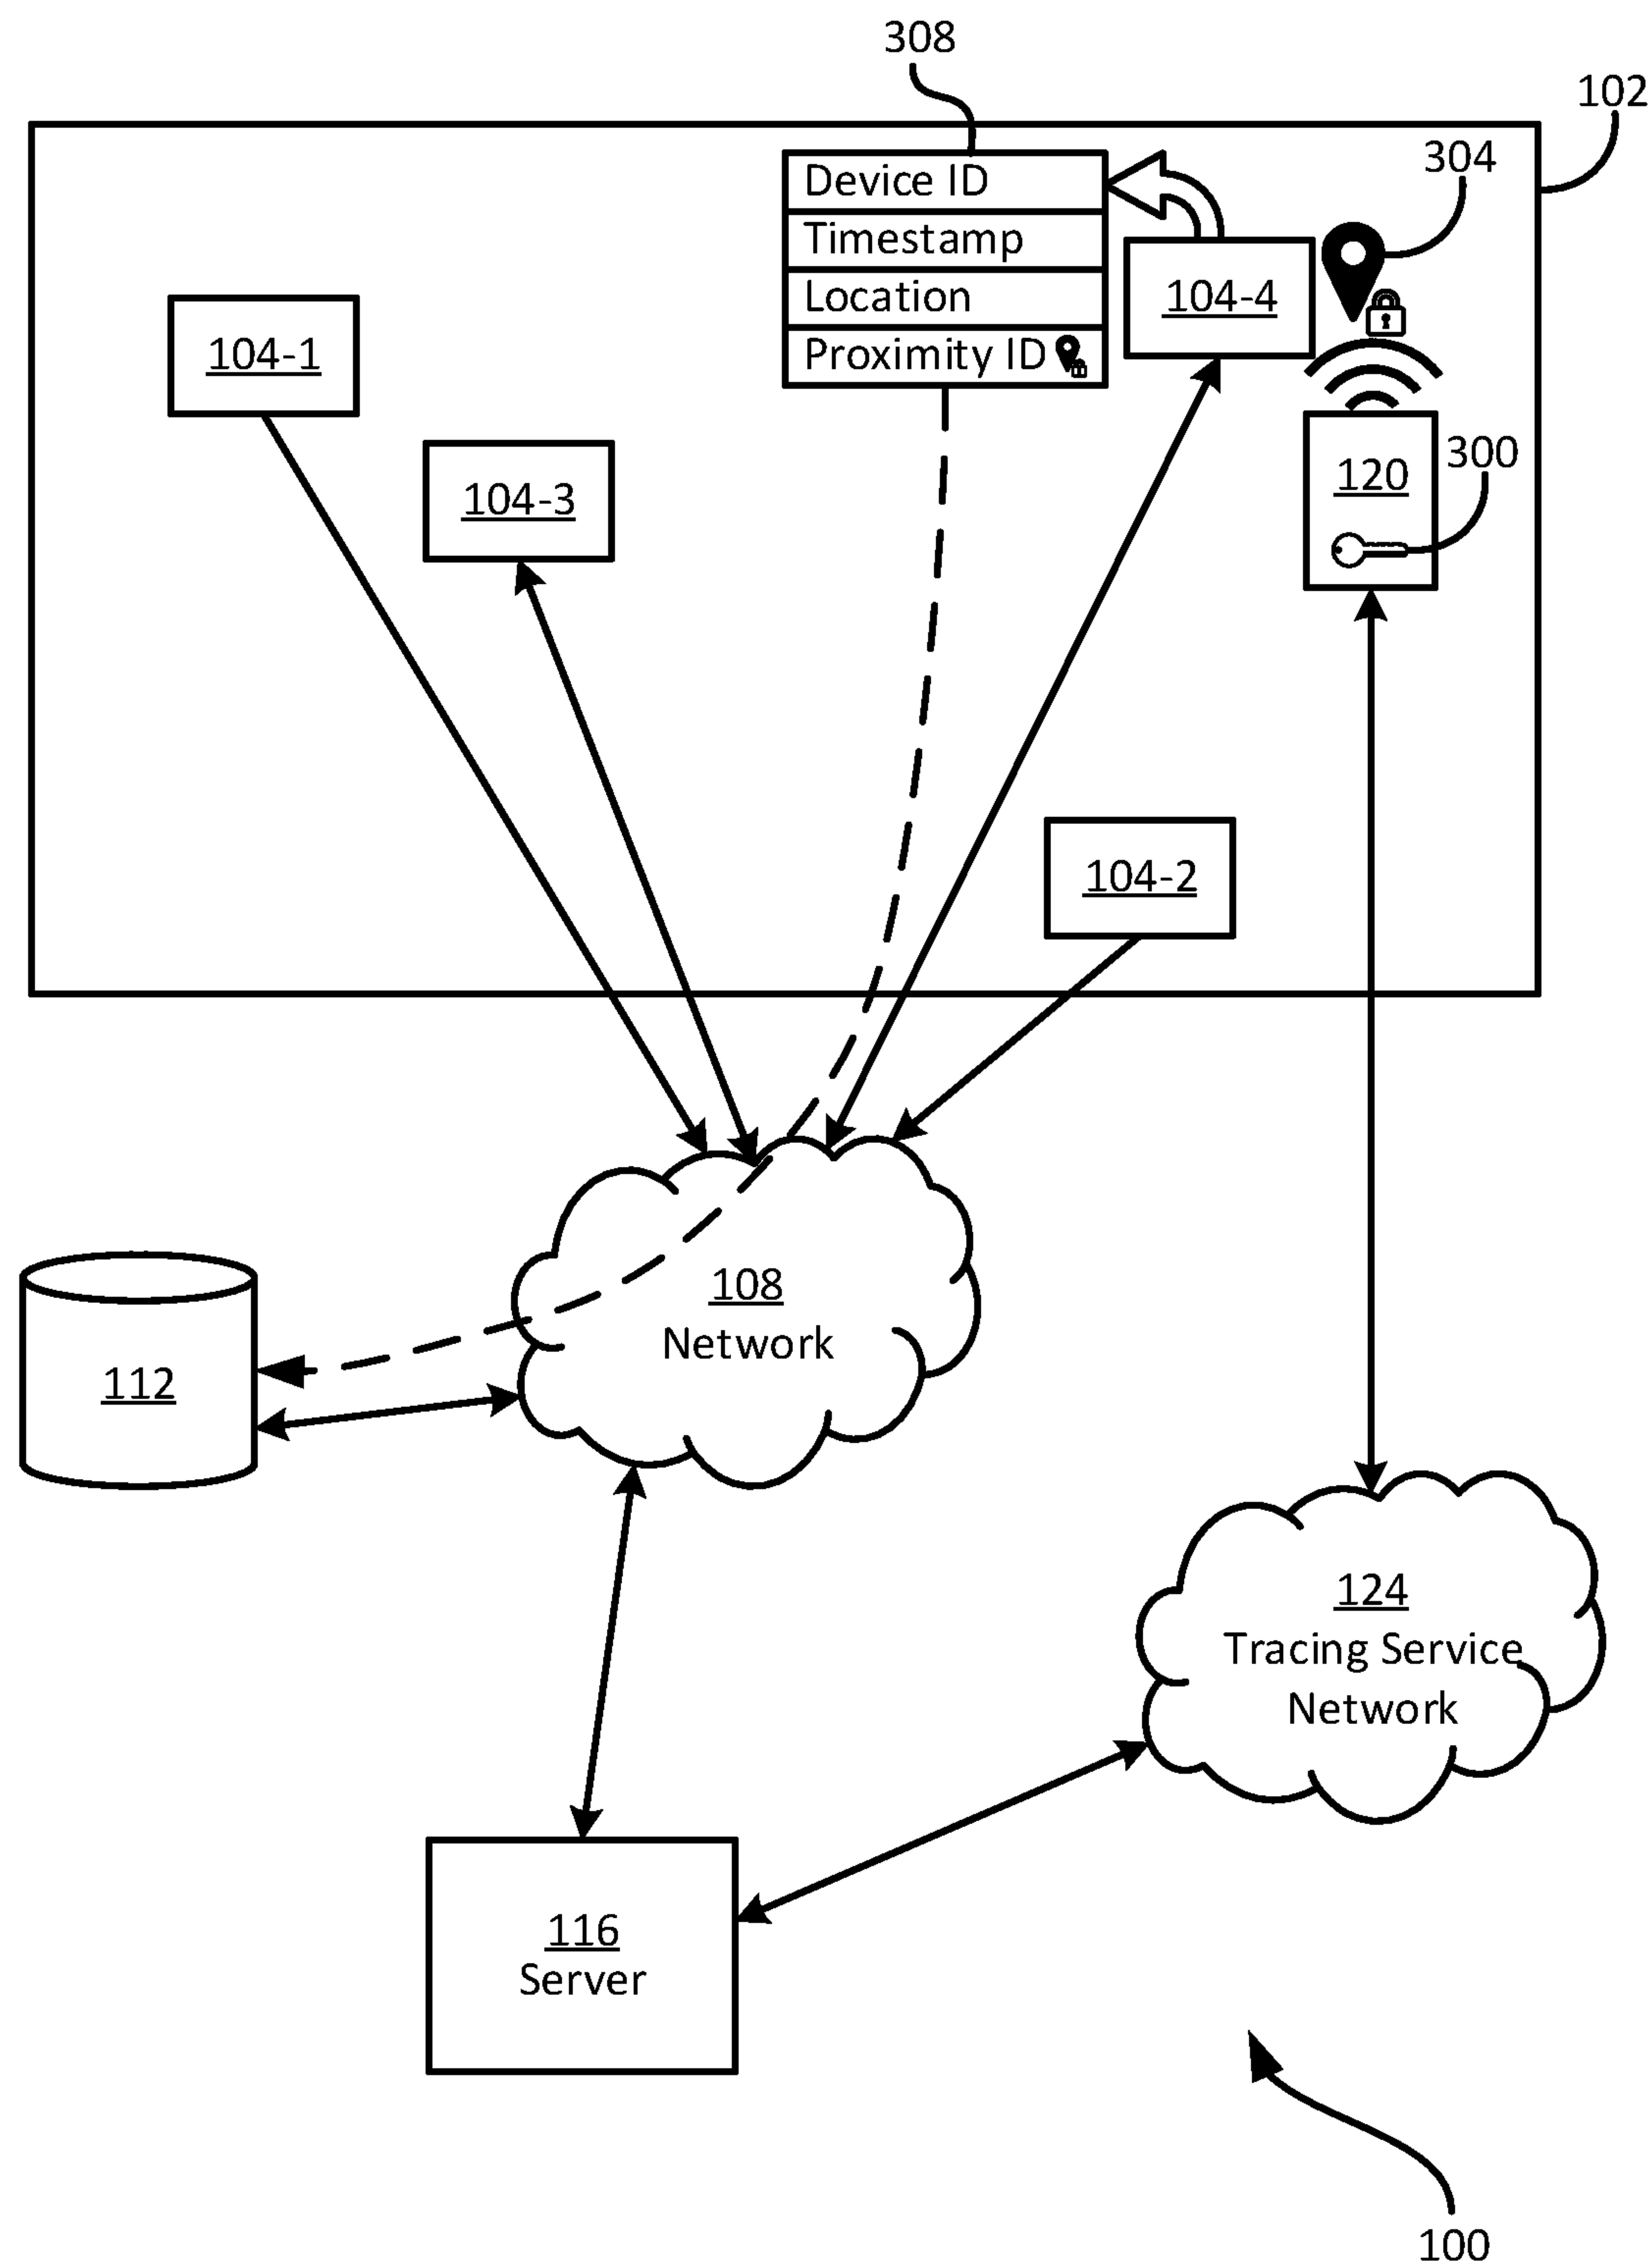 308
102
304
Device ID
Timestamp
Location
Proximity ID
104-4
104-1
104-3
120
300
104-2
108
Network
112
124
Tracing Service
Network
116
Server
100